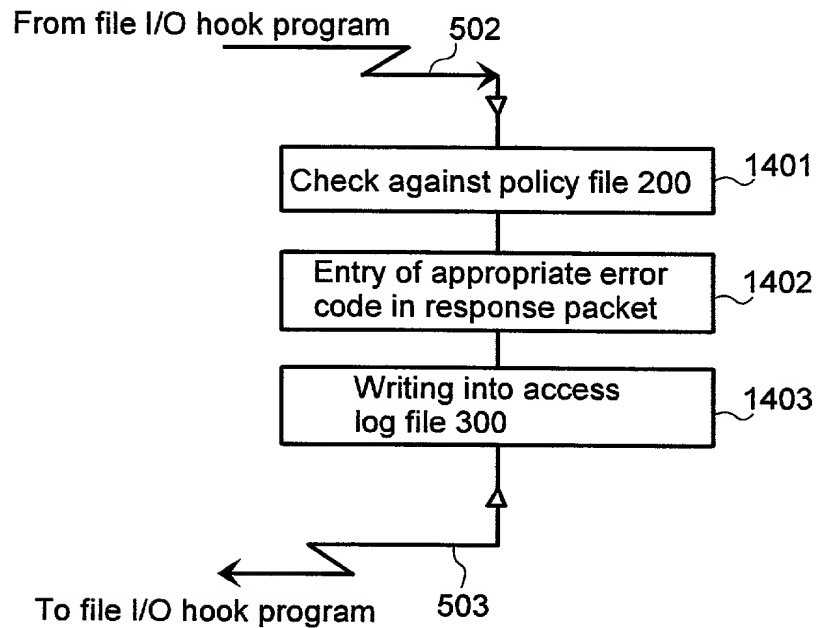 From file I/O hook program
502
Check against policy file 200
1401
Entry of appropriate error
code in response packet
1402
Writing into access
log file 300
1403
To file I/O hook program
503